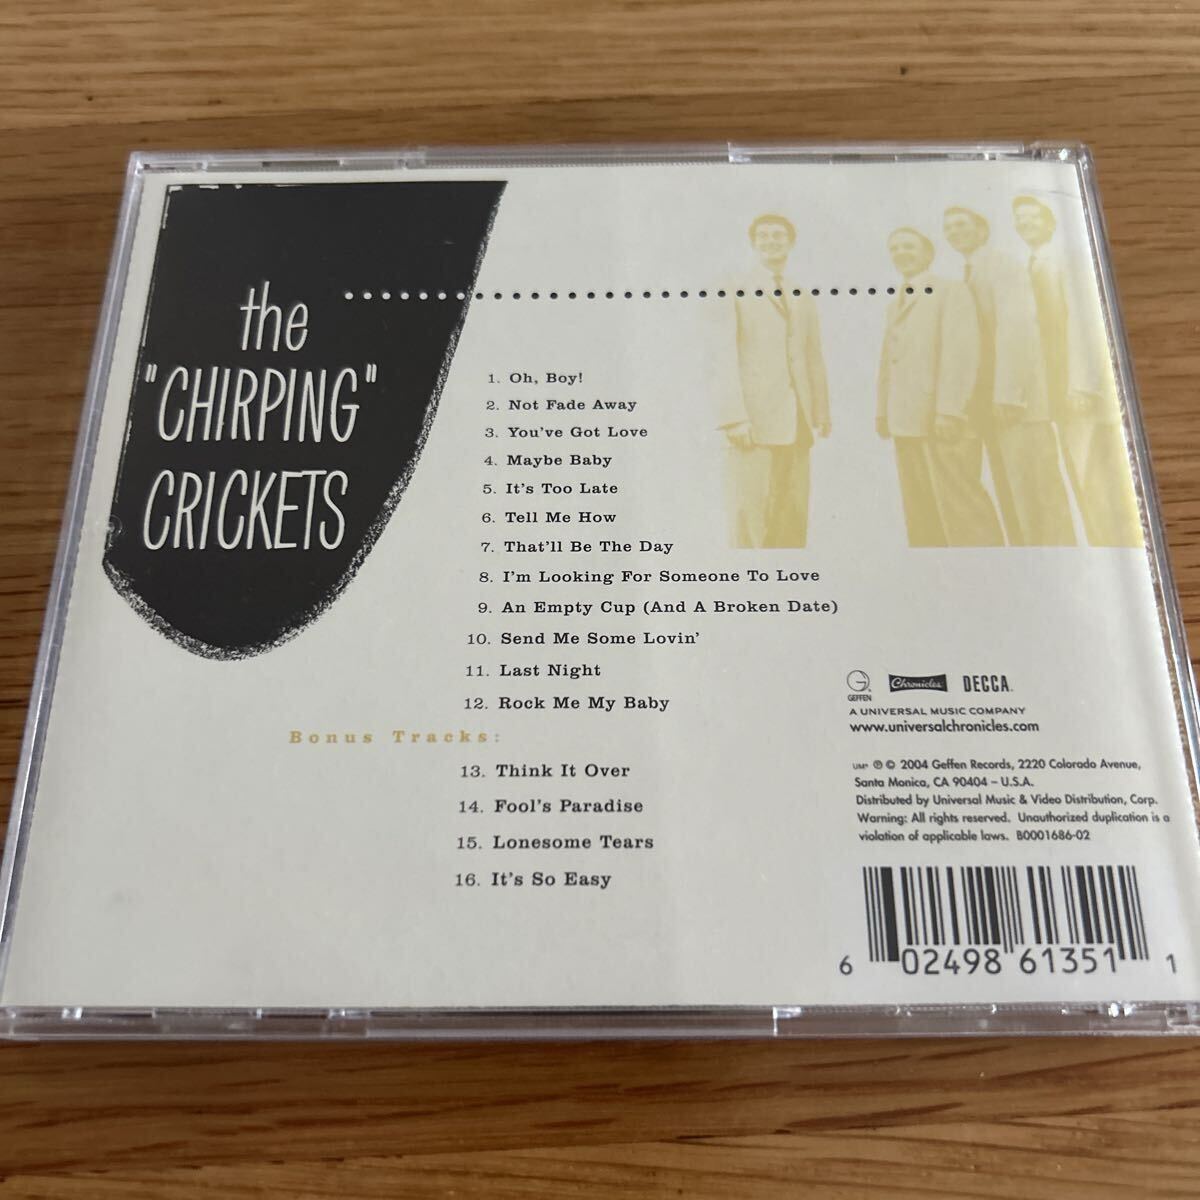 the
"CHIRPING"
CRICKETS
1. Oh, Boy!
2. Not Fade Away
3. You've Got Love
4. Maybe Baby
5. It's Too Late
6. Tell Me How
7. That'll Be The Day
8. I'm Looking For Someone To Love
9. An Empty Cup (And A Broken Date)
10. Send Me Some Lovin'
11. Last Night
12. Rock Me My Baby
Bonus Tracks:
13. Think It Over
14. Fool's Paradise
15. Lonesome Tears
16. It's So Easy
G GEFFEN Chronicles DECCA.
A UNIVERSAL MUSIC COMPANY
www.universalchronicles.com
℗ © 2004 Geffen Records, 2220 Colorado Avenue,
Santa Monica, CA 90404 – U.S.A.
Distributed by Universal Music & Video Distribution, Corp.
Warning: All rights reserved. Unauthorized duplication is a
violation of applicable laws. B0001686-02
6 02498 61351 1